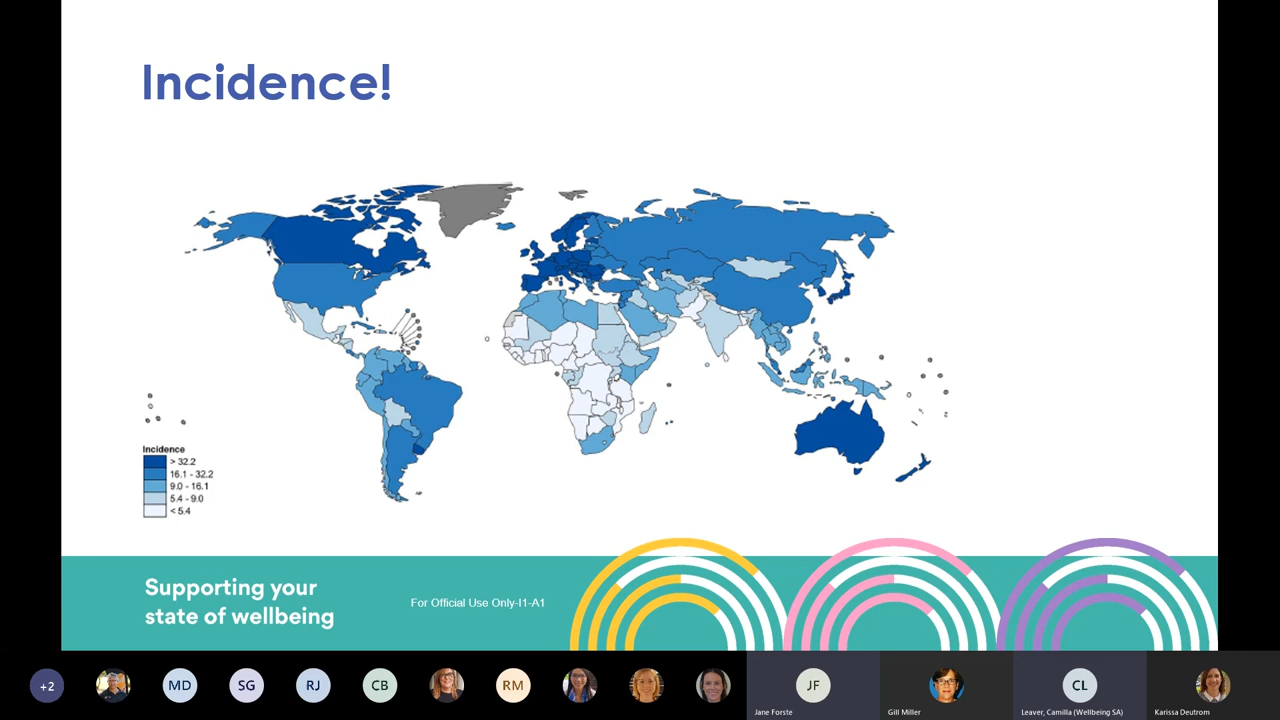 Incidence!
Incidence
> 32.2
16.1 - 32.2
9.0 - 16.1
5.4 - 9.0
< 5.4
Supporting your
state of wellbeing
For Official Use Only-I1-A1
+2
MD
SG
RJ
CB
RM
JF
CL
Jane Forste
Gill Miller
Leaver, Camilla (Wellbeing SA)
Karissa Deutrom